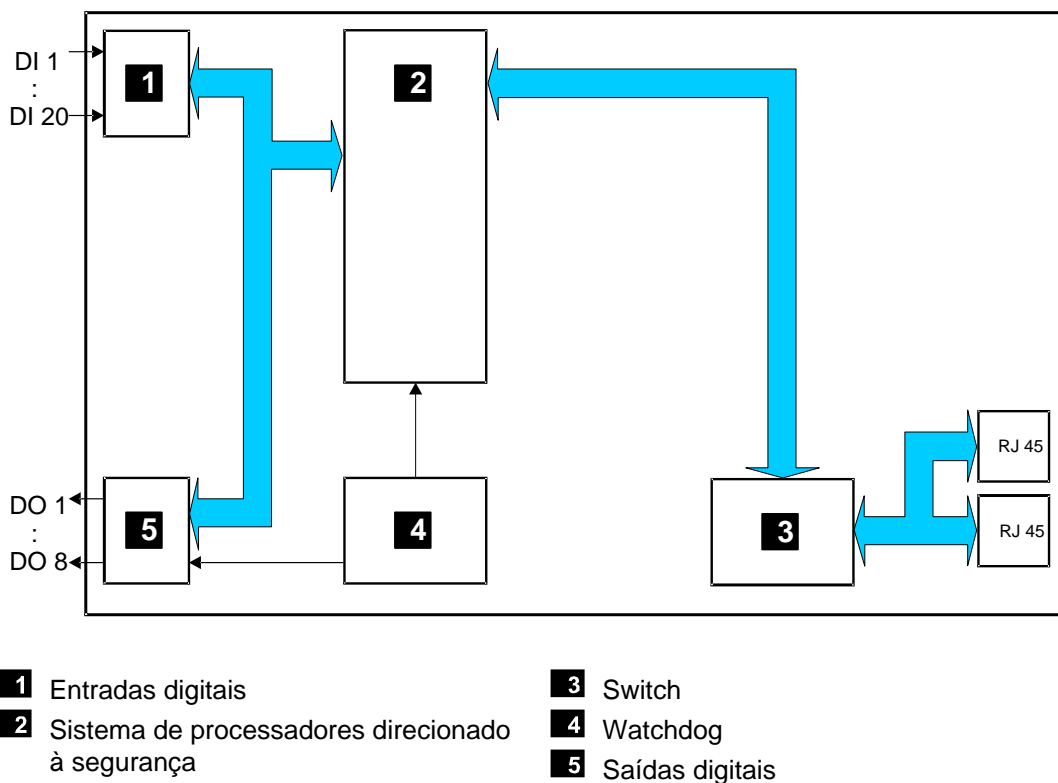 DI 1
:
DI 20
1
2
RJ 45
RJ 45
DO 1
:
DO 8
5
4
3
1 Entradas digitais
2 Sistema de processadores direcionado
à segurança
3 Switch
4 Watchdog
5 Saídas digitais